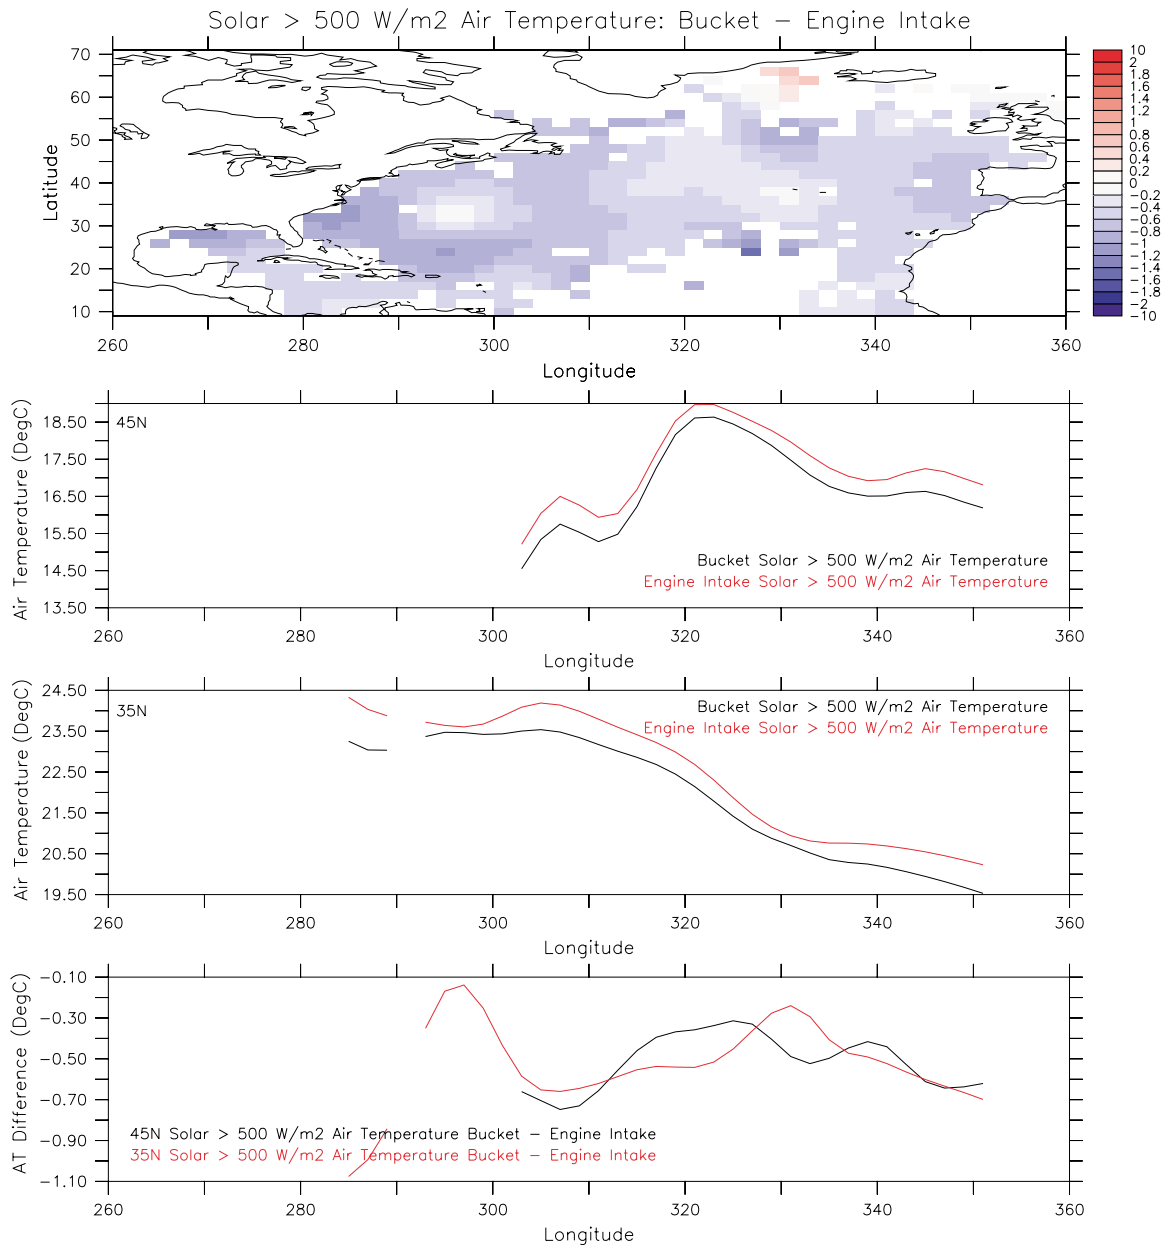 Solar > 500 W/m2 Air Temperature: Bucket – Engine Intake
70
60
50
40
30
20
10
Latitude
260 280 300 320 340 360
Longitude
10
2
1.8
1.6
1.4
1.2
1
0.8
0.6
0.4
0.2
0
−0.2
−0.4
−0.6
−0.8
−1
−1.2
−1.4
−1.6
−1.8
−2
−10
45N
18.50
17.50
16.50
15.50
14.50
13.50
Air Temperature (DegC)
Bucket Solar > 500 W/m2 Air Temperature
Engine Intake Solar > 500 W/m2 Air Temperature
260 280 300 320 340 360
Longitude
35N
24.50
23.50
22.50
21.50
20.50
19.50
Air Temperature (DegC)
Bucket Solar > 500 W/m2 Air Temperature
Engine Intake Solar > 500 W/m2 Air Temperature
260 280 300 320 340 360
Longitude
−0.10
−0.30
−0.50
−0.70
−0.90
−1.10
AT Difference (DegC)
45N Solar > 500 W/m2 Air Temperature Bucket – Engine Intake
35N Solar > 500 W/m2 Air Temperature Bucket – Engine Intake
260 280 300 320 340 360
Longitude